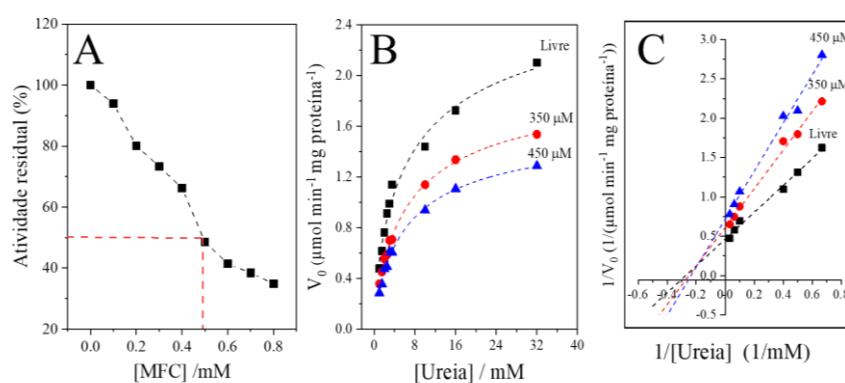 A
Atividade residual (%)
120
100
80
60
40
20
0.0 0.2 0.4 0.6 0.8
[MFC] /mM
B
V₀ (μmol min⁻¹ mg proteína⁻¹)
2.4
2.0
1.6
1.2
0.8
0.4
0.0
Livre
350 μM
450 μM
0 8 16 24 32 40
[Ureia] / mM
C
1/V₀ (1/(μmol min⁻¹ mg proteína⁻¹))
450 μM
350 μM
Livre
3.0
2.5
2.0
1.5
1.0
0.5
0.0
-0.5
-0.6 -0.4 -0.2 0.0 0.2 0.4 0.6 0.8
1/[Ureia] (1/mM)